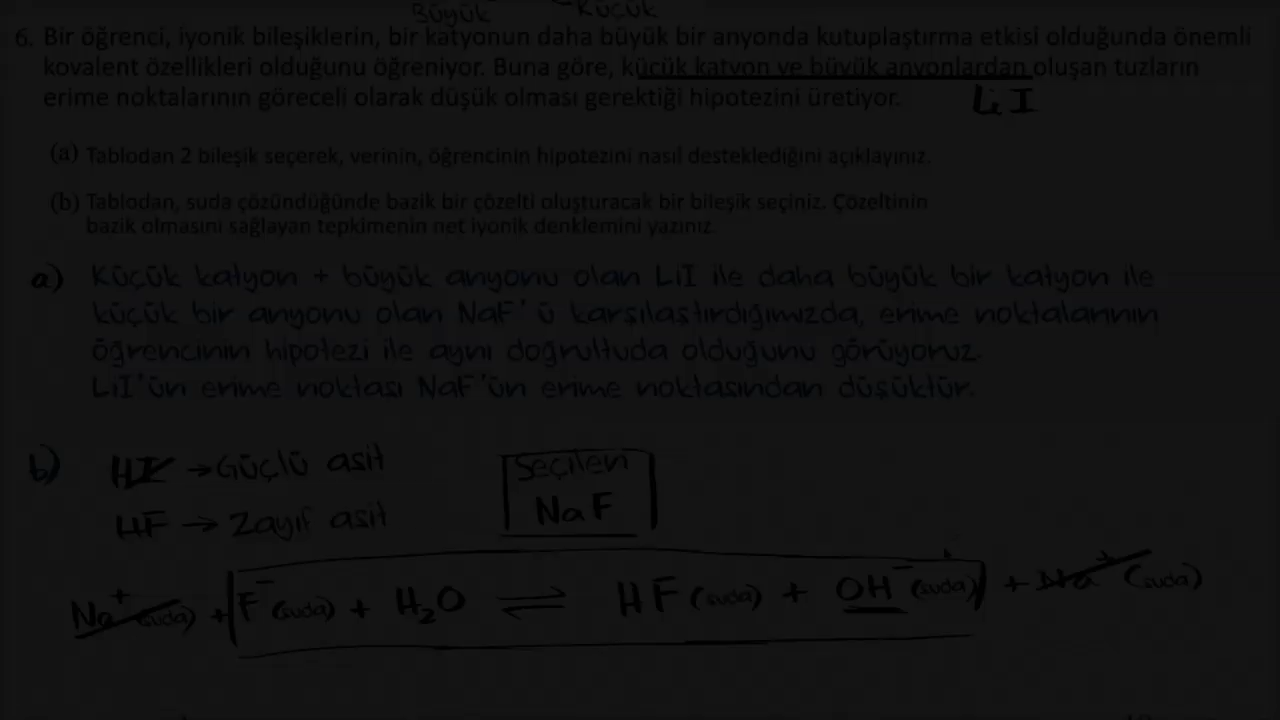 Büyük Küçük
6. Bir öğrenci, iyonik bileşiklerin, bir katyonun daha büyük bir anyonda kutuplaştırma etkisi olduğunda önemli
kovalent özellikleri olduğunu öğreniyor. Buna göre, küçük katyon ve büyük anyonlardan oluşan tuzların
erime noktalarının göreceli olarak düşük olması gerektiği hipotezini üretiyor.
LiI
(a) Tablodan 2 bileşik seçerek, verinin, öğrencinin hipotezini nasıl desteklediğini açıklayınız.
(b) Tablodan, suda çözündüğünde bazik bir çözelti oluşturacak bir bileşik seçiniz. Çözeltinin
bazik olmasını sağlayan tepkimenin net iyonik denklemini yazınız.
a) Küçük katyon + büyük anyonu olan LiI ile daha büyük bir katyon ile
küçük bir anyonu olan NaF'ü karşılaştırdığımızda, erime noktalarının
öğrencinin hipotezi ile aynı doğrultuda olduğunu görüyoruz.
LiI'ün erime noktası NaF'ün erime noktasından düşüktür.
b) HI → Güçlü asit
HF → Zayıf asit
Seçilen
NaF
Na⁺(suda) + F⁻(suda) + H₂O ⇌ HF(suda) + OH⁻(suda) + Na⁺(suda)